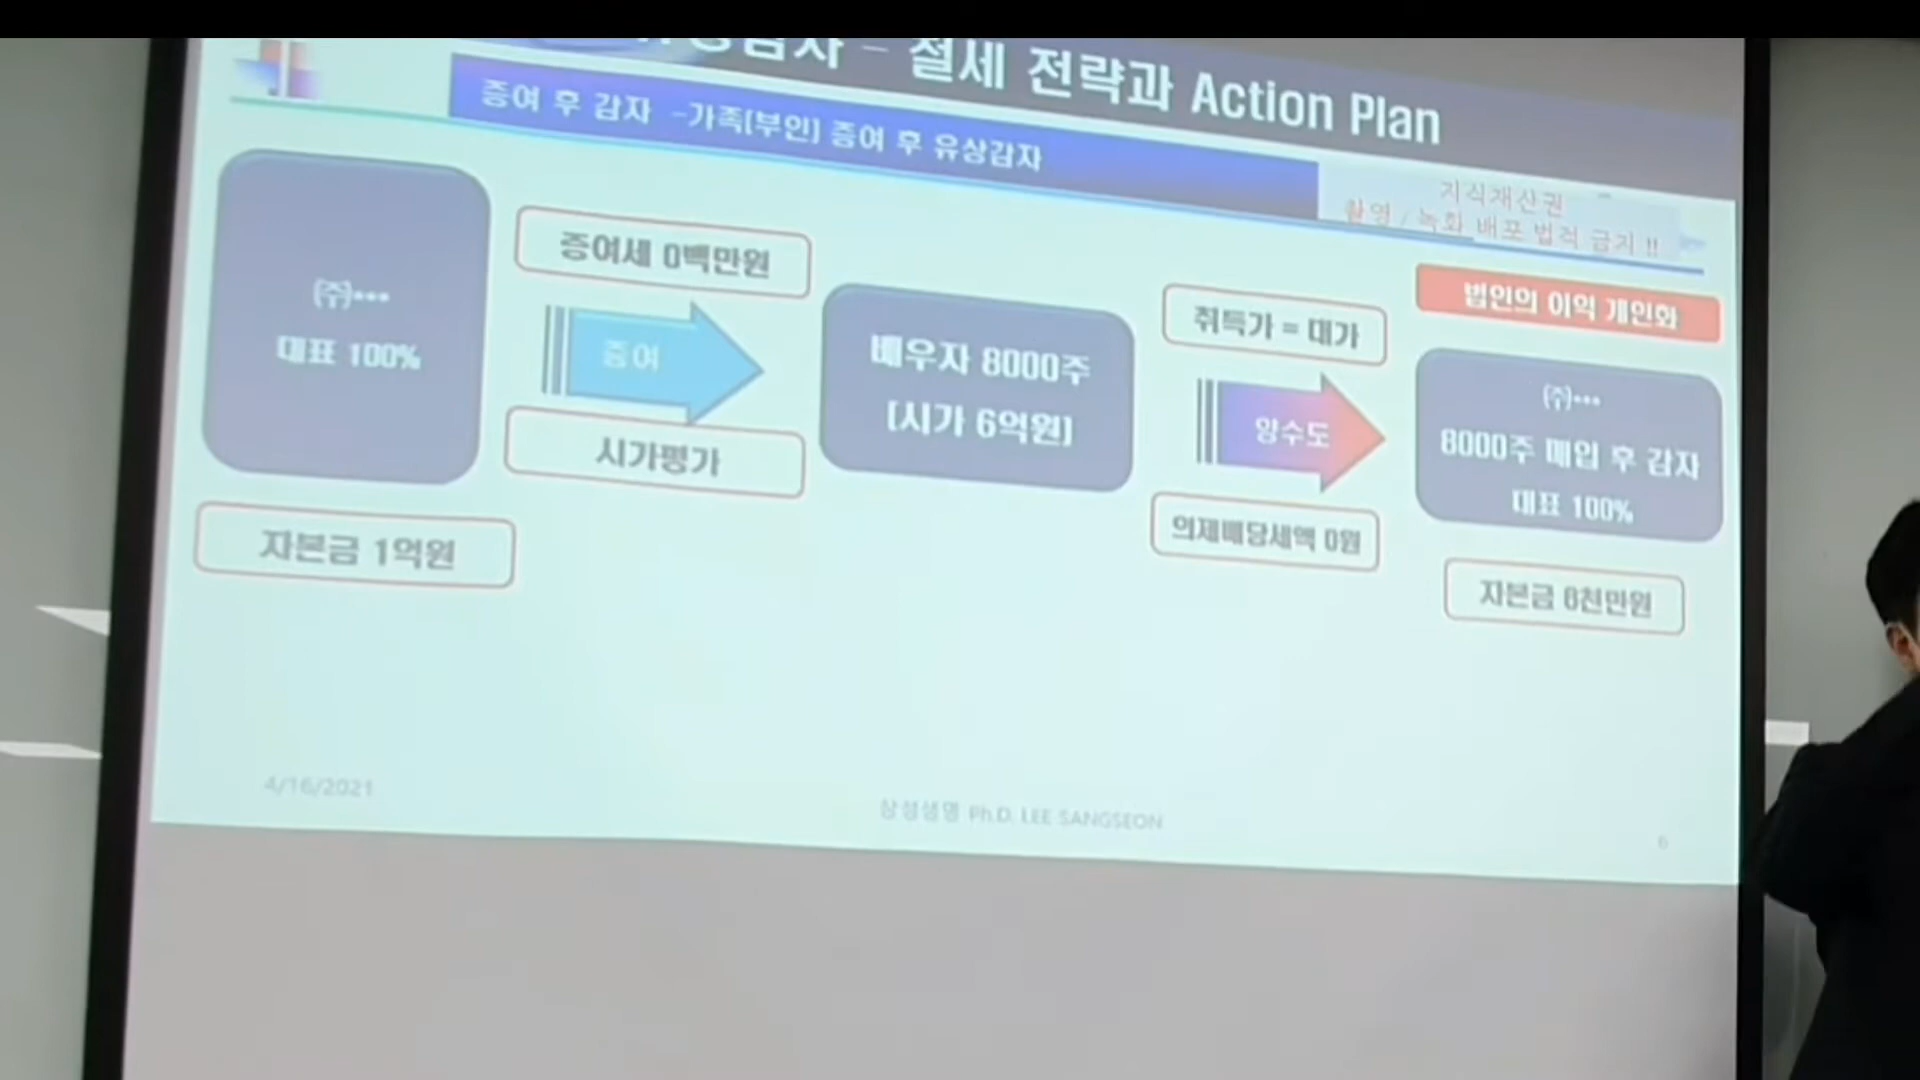 절세 전략과 Action Plan
증여 후 감자 -가족[부인] 증여 후 유상감자
지식재산권
촬영 / 녹화 배포 법적 금지 !!
㈜•••
대표 100%
자본금 1억원
증여세 0백만원
증여
시가평가
배우자 8000주
[시가 6억원]
취득가 = 대가
양수도
의제배당세액 0원
법인의 이익 개인화
㈜•••
8000주 매입 후 감자
대표 100%
자본금 6천만원
4/16/2021
삼성생명 Ph.D. LEE SANGSEON
6